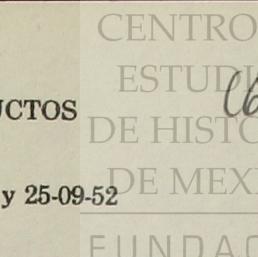 CENTRO
ESTUDI
UCTOS
DE HISTO
y 25-09-52
DE MEX
FUNDAC